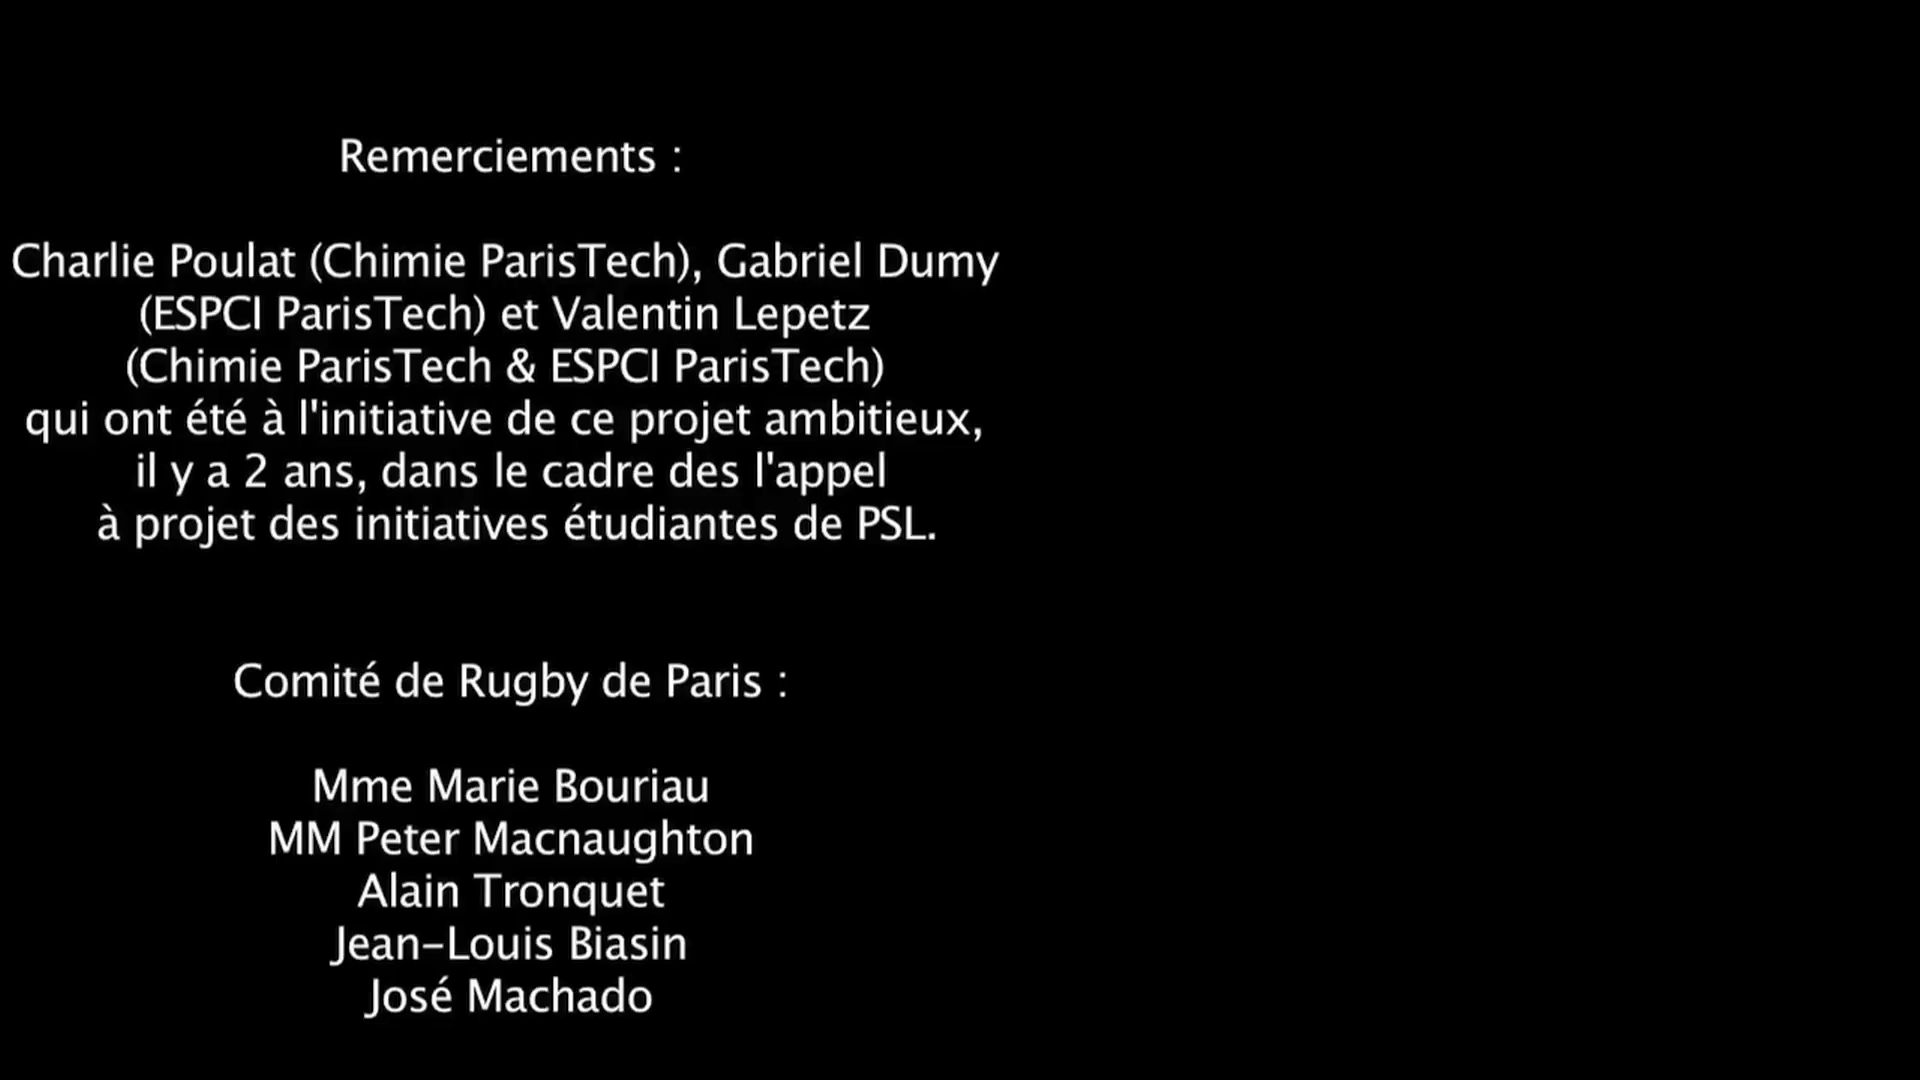 Remerciements :
Charlie Poulat (Chimie ParisTech), Gabriel Dumy
(ESPCI ParisTech) et Valentin Lepetz
(Chimie ParisTech & ESPCI ParisTech)
qui ont été à l'initiative de ce projet ambitieux,
il y a 2 ans, dans le cadre des l'appel
à projet des initiatives étudiantes de PSL.
Comité de Rugby de Paris :
Mme Marie Bouriau
MM Peter Macnaughton
Alain Tronquet
Jean-Louis Biasin
José Machado